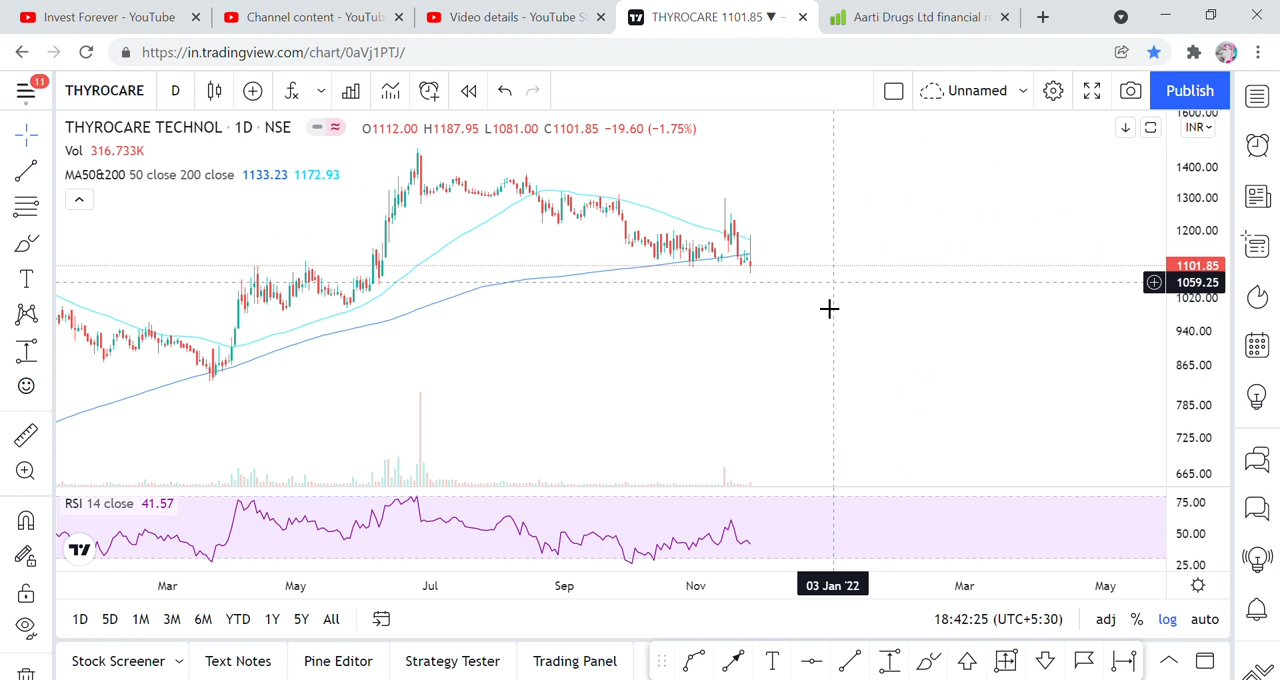 Invest Forever - YouTube
Channel content - YouTub
Video details - YouTube S
THYROCARE 1101.85 ▼ −
Aarti Drugs Ltd financial r
https://in.tradingview.com/chart/0aVj1PTJ/
11
THYROCARE D
Unnamed
Publish
THYROCARE TECHNOL · 1D · NSE
O1112.00 H1187.95 L1081.00 C1101.85 −19.60 (−1.75%)
Vol 316.733K
MA50&200 50 close 200 close 1133.23 1172.93
INR
1600.00
1400.00
1300.00
1200.00
1101.85
1059.25
1020.00
940.00
865.00
785.00
725.00
665.00
RSI 14 close 41.57
75.00
50.00
25.00
Mar May Jul Sep Nov 03 Jan '22 Mar May
1D 5D 1M 3M 6M YTD 1Y 5Y All
18:42:25 (UTC+5:30) adj % log auto
Stock Screener Text Notes Pine Editor Strategy Tester Trading Panel